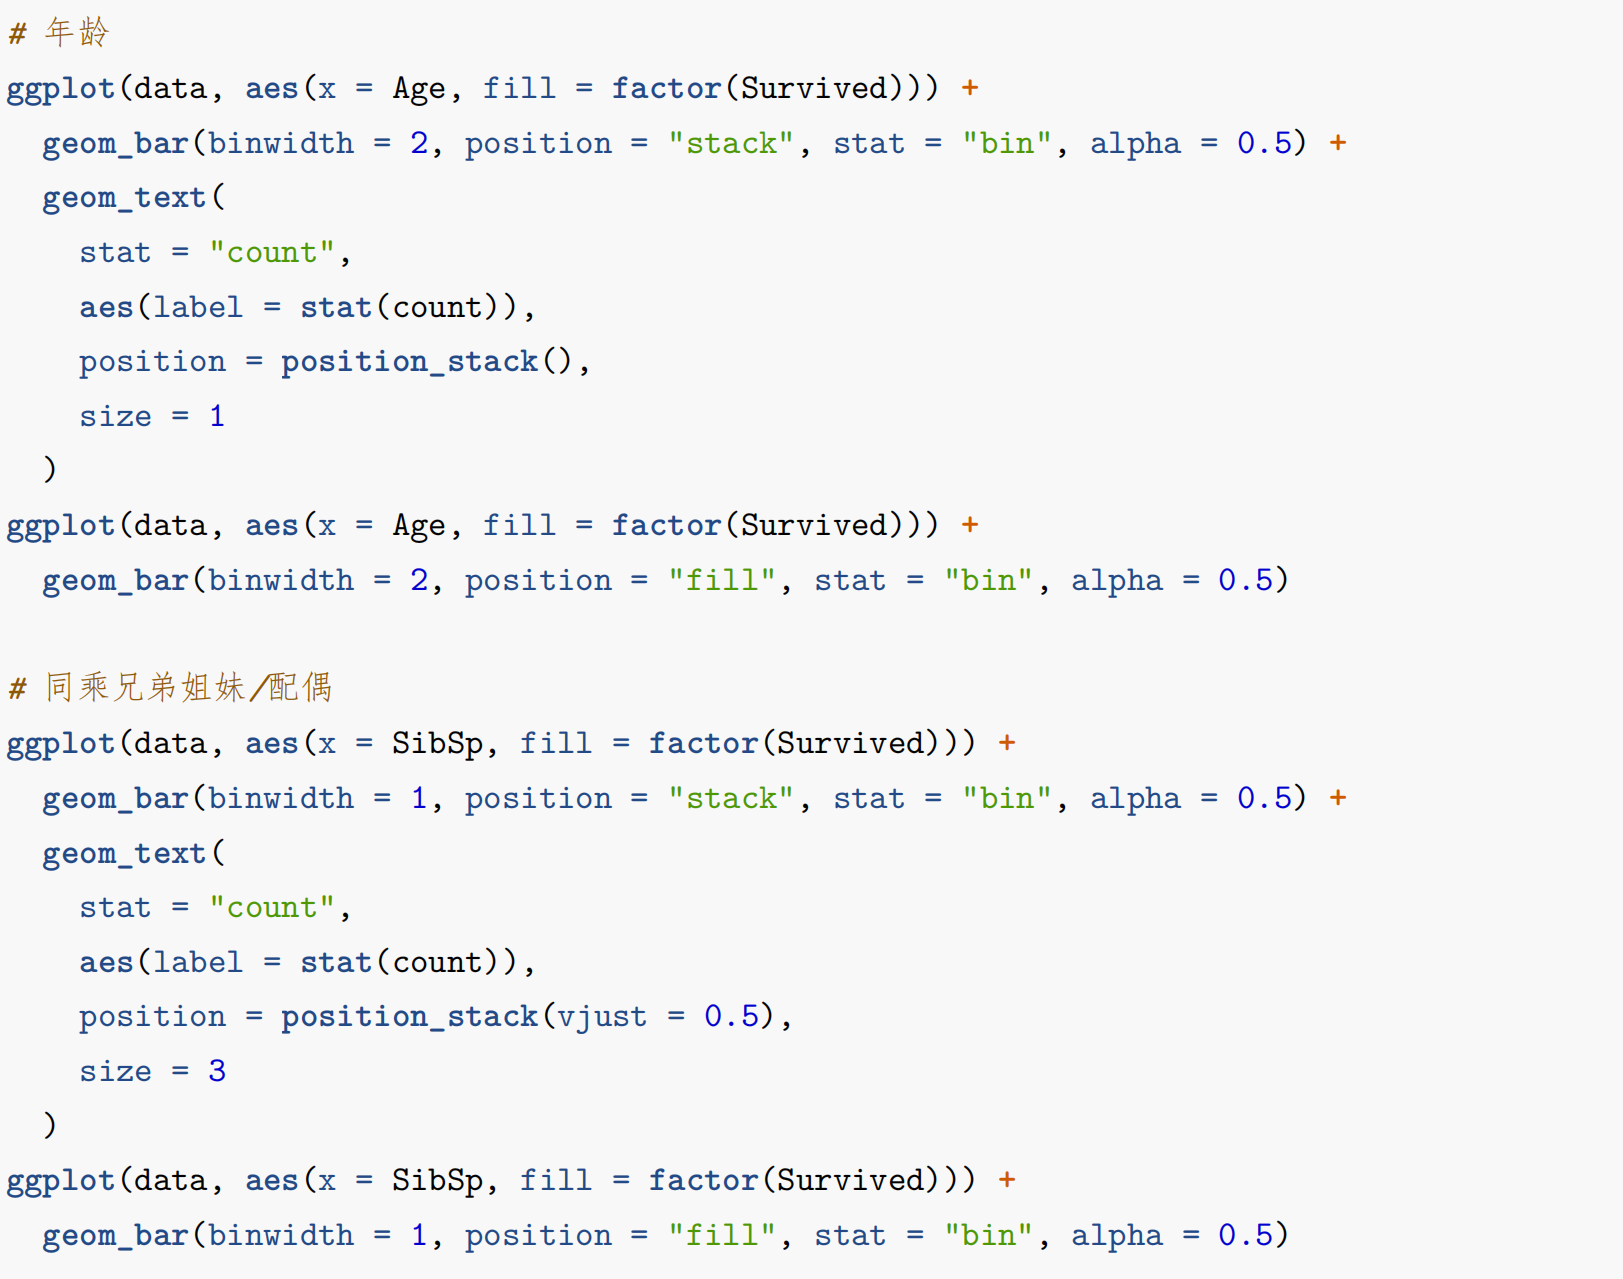 # 年龄
ggplot(data, aes(x = Age, fill = factor(Survived))) +
  geom_bar(binwidth = 2, position = "stack", stat = "bin", alpha = 0.5) +
  geom_text(
    stat = "count",
    aes(label = stat(count)),
    position = position_stack(),
    size = 1
  )
ggplot(data, aes(x = Age, fill = factor(Survived))) +
  geom_bar(binwidth = 2, position = "fill", stat = "bin", alpha = 0.5)

# 同乘兄弟姐妹/配偶
ggplot(data, aes(x = SibSp, fill = factor(Survived))) +
  geom_bar(binwidth = 1, position = "stack", stat = "bin", alpha = 0.5) +
  geom_text(
    stat = "count",
    aes(label = stat(count)),
    position = position_stack(vjust = 0.5),
    size = 3
  )
ggplot(data, aes(x = SibSp, fill = factor(Survived))) +
  geom_bar(binwidth = 1, position = "fill", stat = "bin", alpha = 0.5)